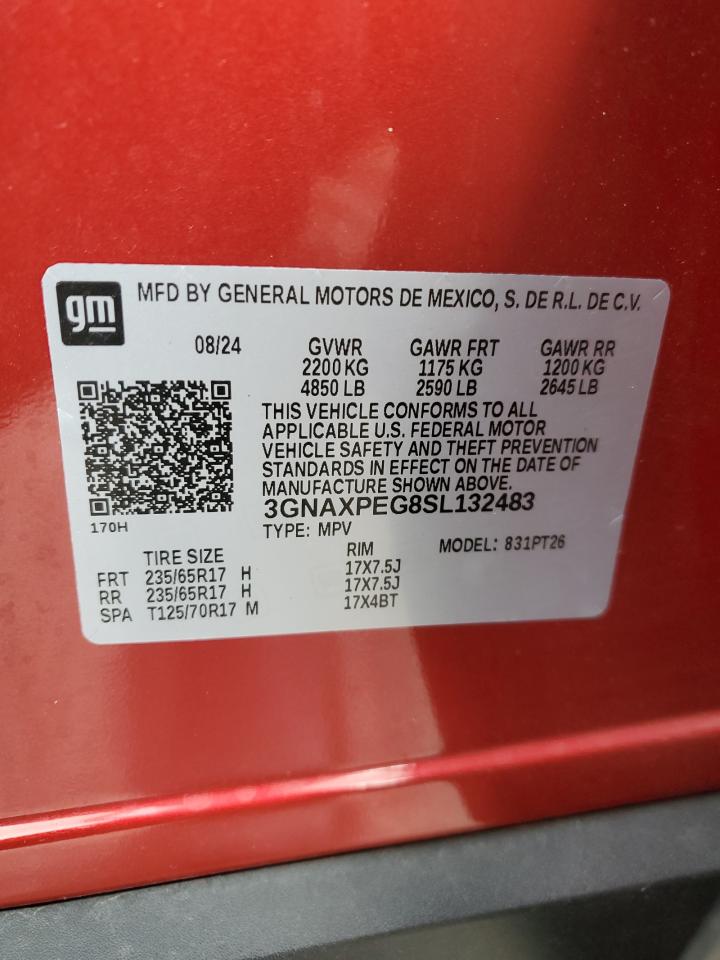 gm
MFD BY GENERAL MOTORS DE MEXICO, S. DE R.L. DE C.V.
08/24 GVWR GAWR FRT GAWR RR
2200 KG 1175 KG 1200 KG
4850 LB 2590 LB 2645 LB
THIS VEHICLE CONFORMS TO ALL
APPLICABLE U.S. FEDERAL MOTOR
VEHICLE SAFETY AND THEFT PREVENTION
STANDARDS IN EFFECT ON THE DATE OF
MANUFACTURE SHOWN ABOVE.
3GNAXPEG8SL132483
170H
TYPE: MPV MODEL: 831PT26
TIRE SIZE RIM
FRT 235/65R17 H 17X7.5J
RR 235/65R17 H 17X7.5J
SPA T125/70R17 M 17X4BT